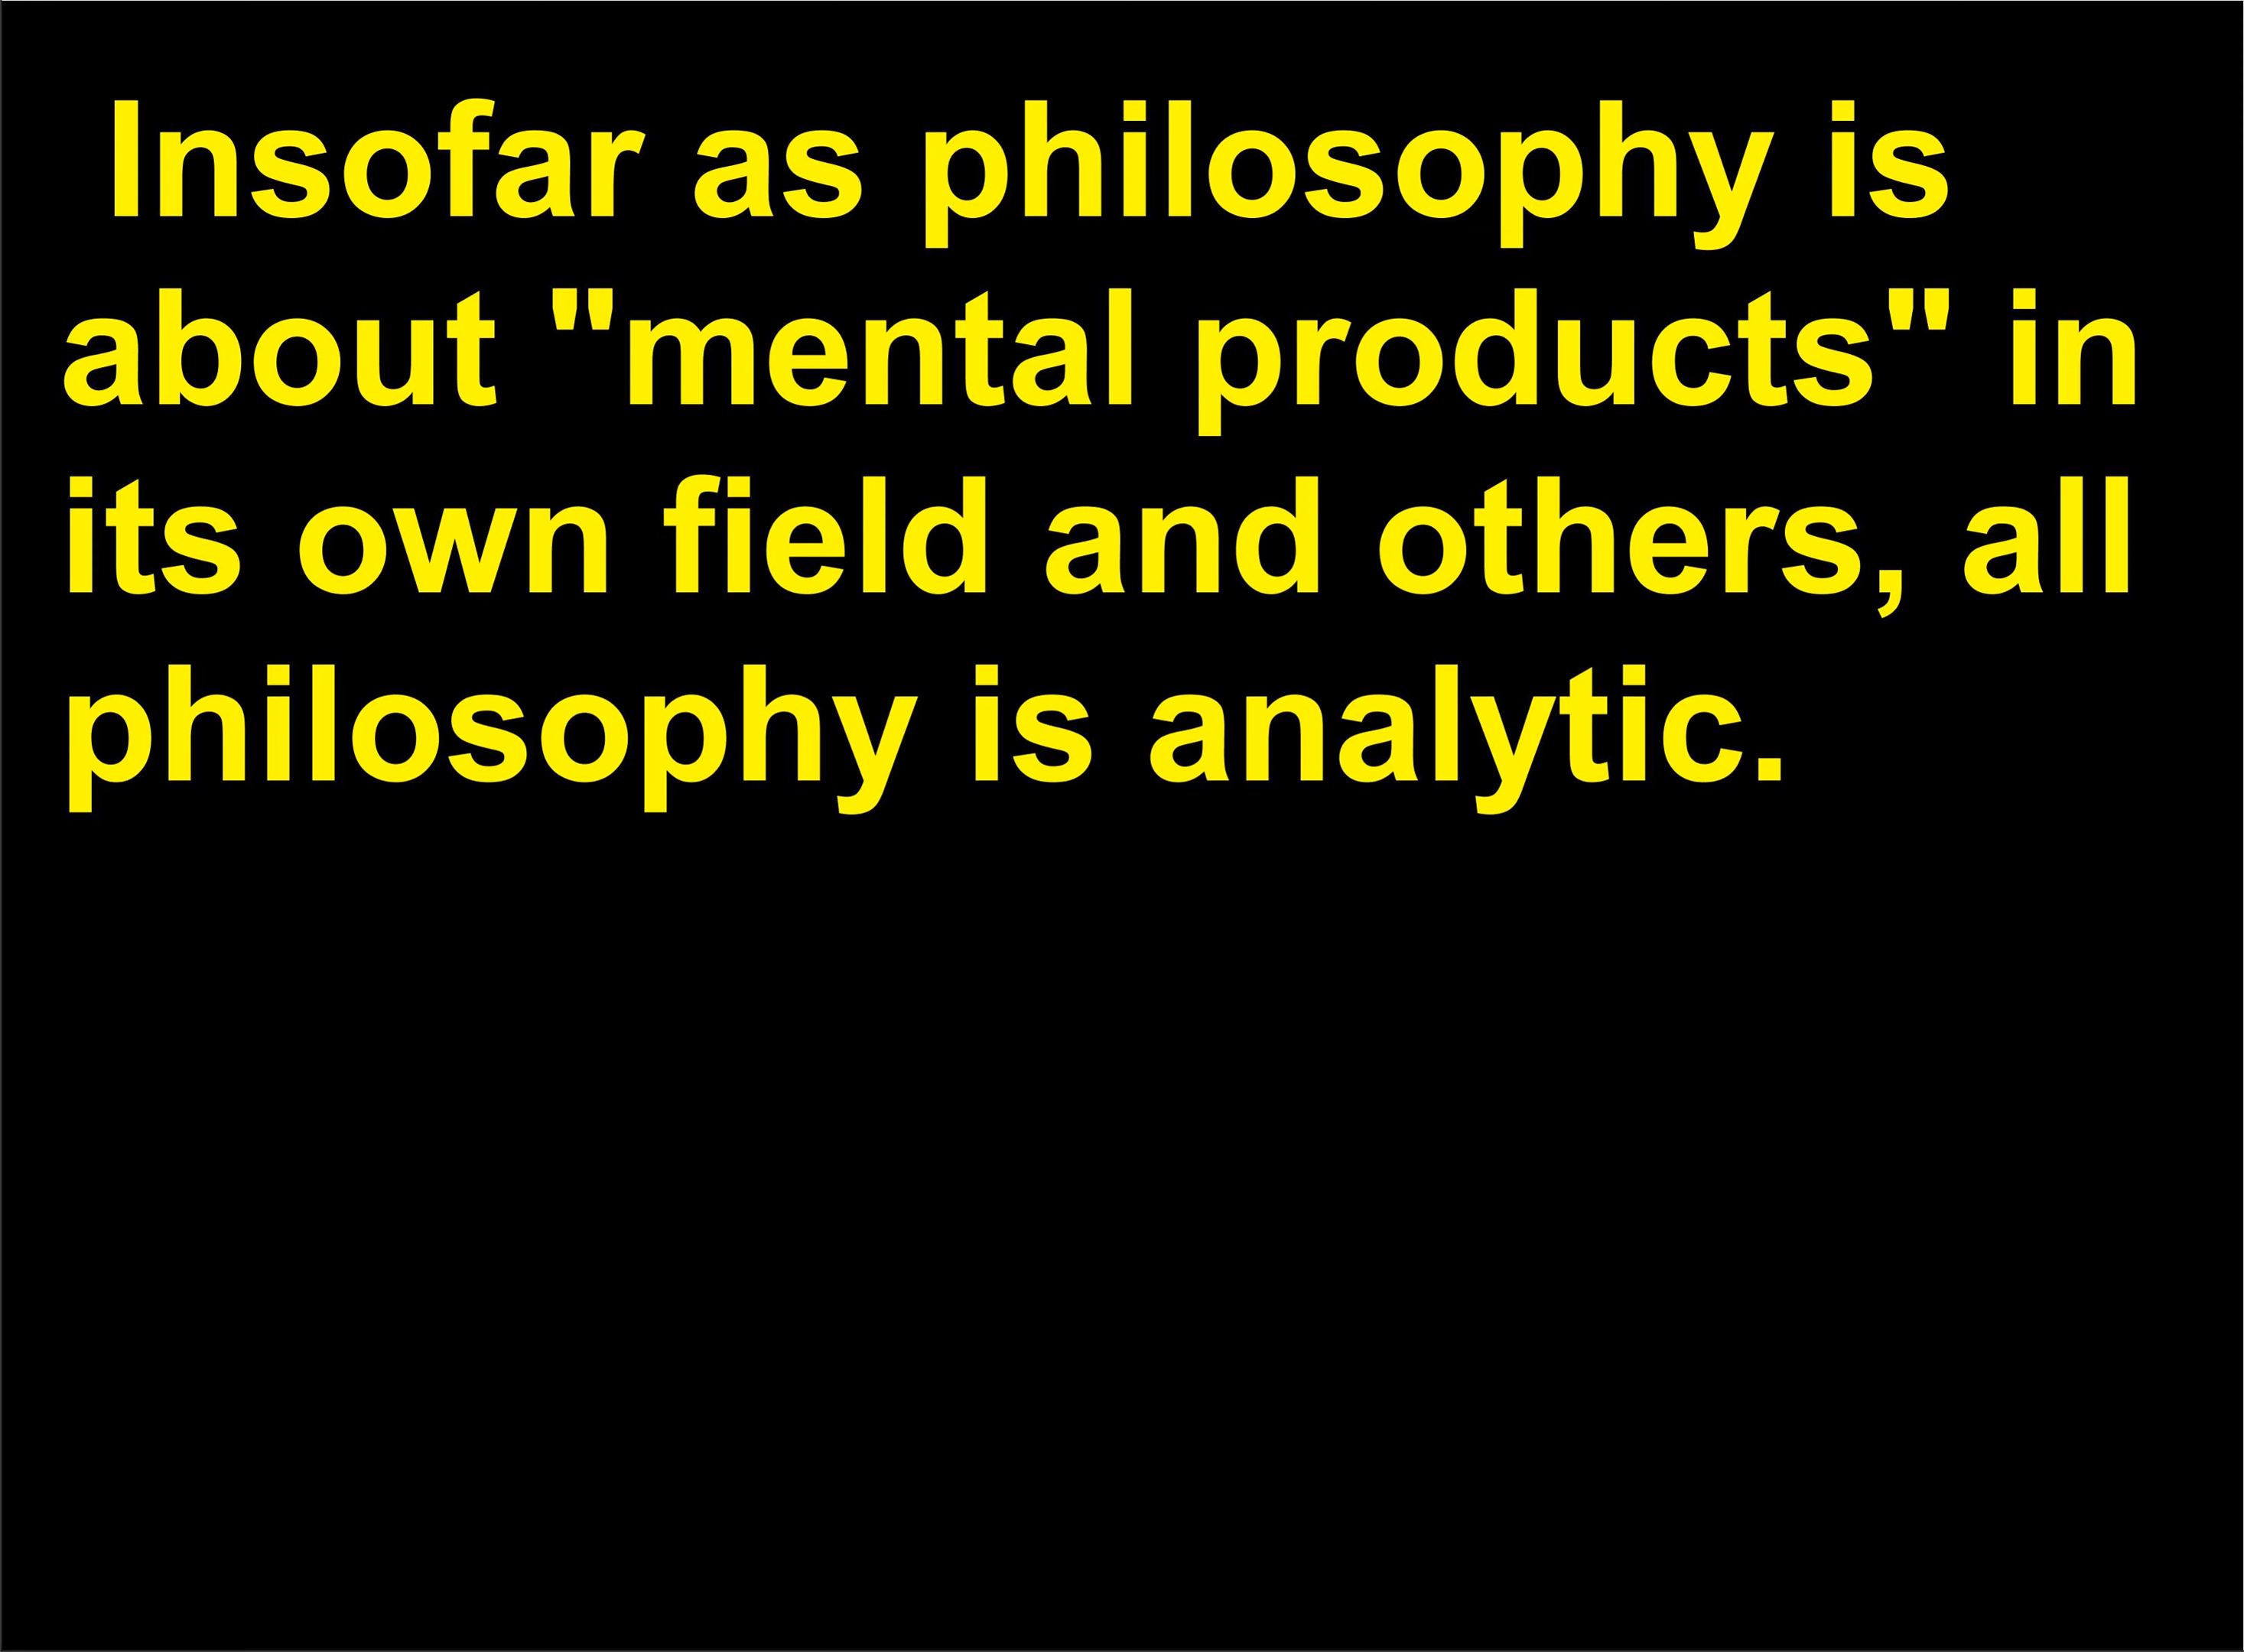 Insofar as philosophy is
about "mental products" in
its own field and others, all
philosophy is analytic.